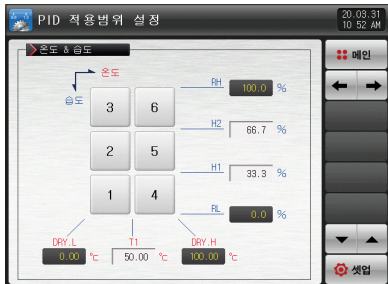 PID 적용범위 설정
20.03.31
10 52 AM
온도 & 습도
메인
온도
습도
3 6
2 5
1 4
RH 100.0 %
H2 66.7 %
H1 33.3 %
RL 0.0 %
DRY.L T1 DRY.H
0.00 ℃ 50.00 ℃ 100.00 ℃
셋업